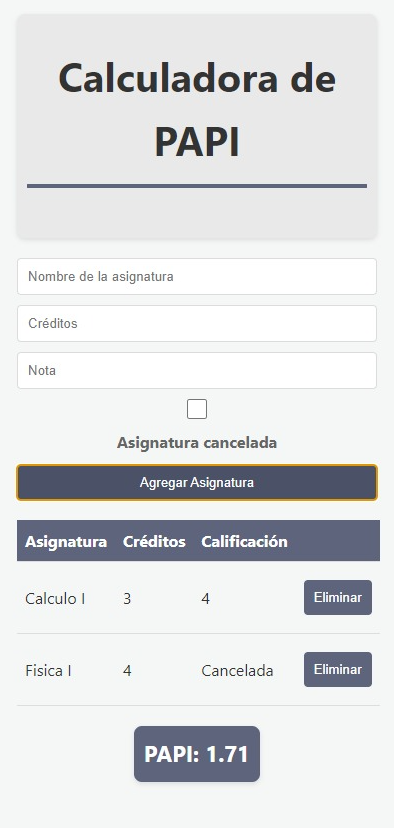 Calculadora de
PAPI
Nombre de la asignatura
Créditos
Nota
Asignatura cancelada
Agregar Asignatura
Asignatura Créditos Calificación
Calculo I 3 4 Eliminar
Fisica I 4 Cancelada Eliminar
PAPI: 1.71